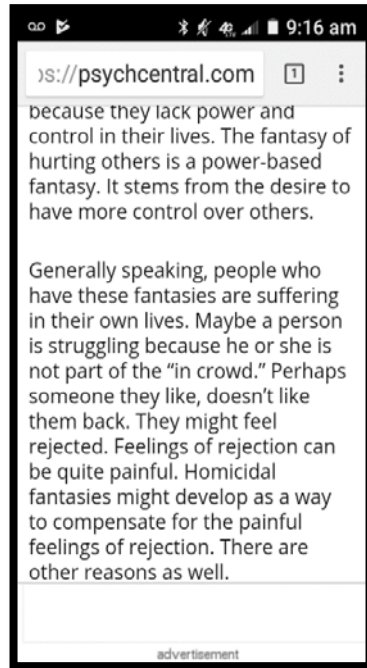 9:16 am
os://psychcentral.com
1
because they lack power and
control in their lives. The fantasy of
hurting others is a power-based
fantasy. It stems from the desire to
have more control over others.
Generally speaking, people who
have these fantasies are suffering
in their own lives. Maybe a person
is struggling because he or she is
not part of the “in crowd.” Perhaps
someone they like, doesn’t like
them back. They might feel
rejected. Feelings of rejection can
be quite painful. Homicidal
fantasies might develop as a way
to compensate for the painful
feelings of rejection. There are
other reasons as well.
advertisement